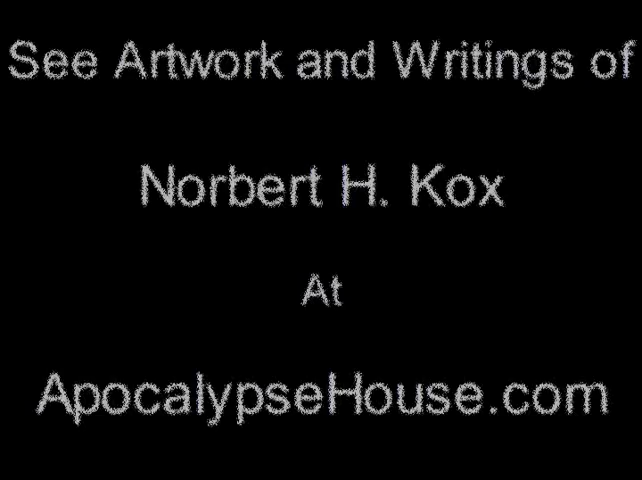 See Artwork and Writings of
Norbert H. Kox
At
ApocalypseHouse.com